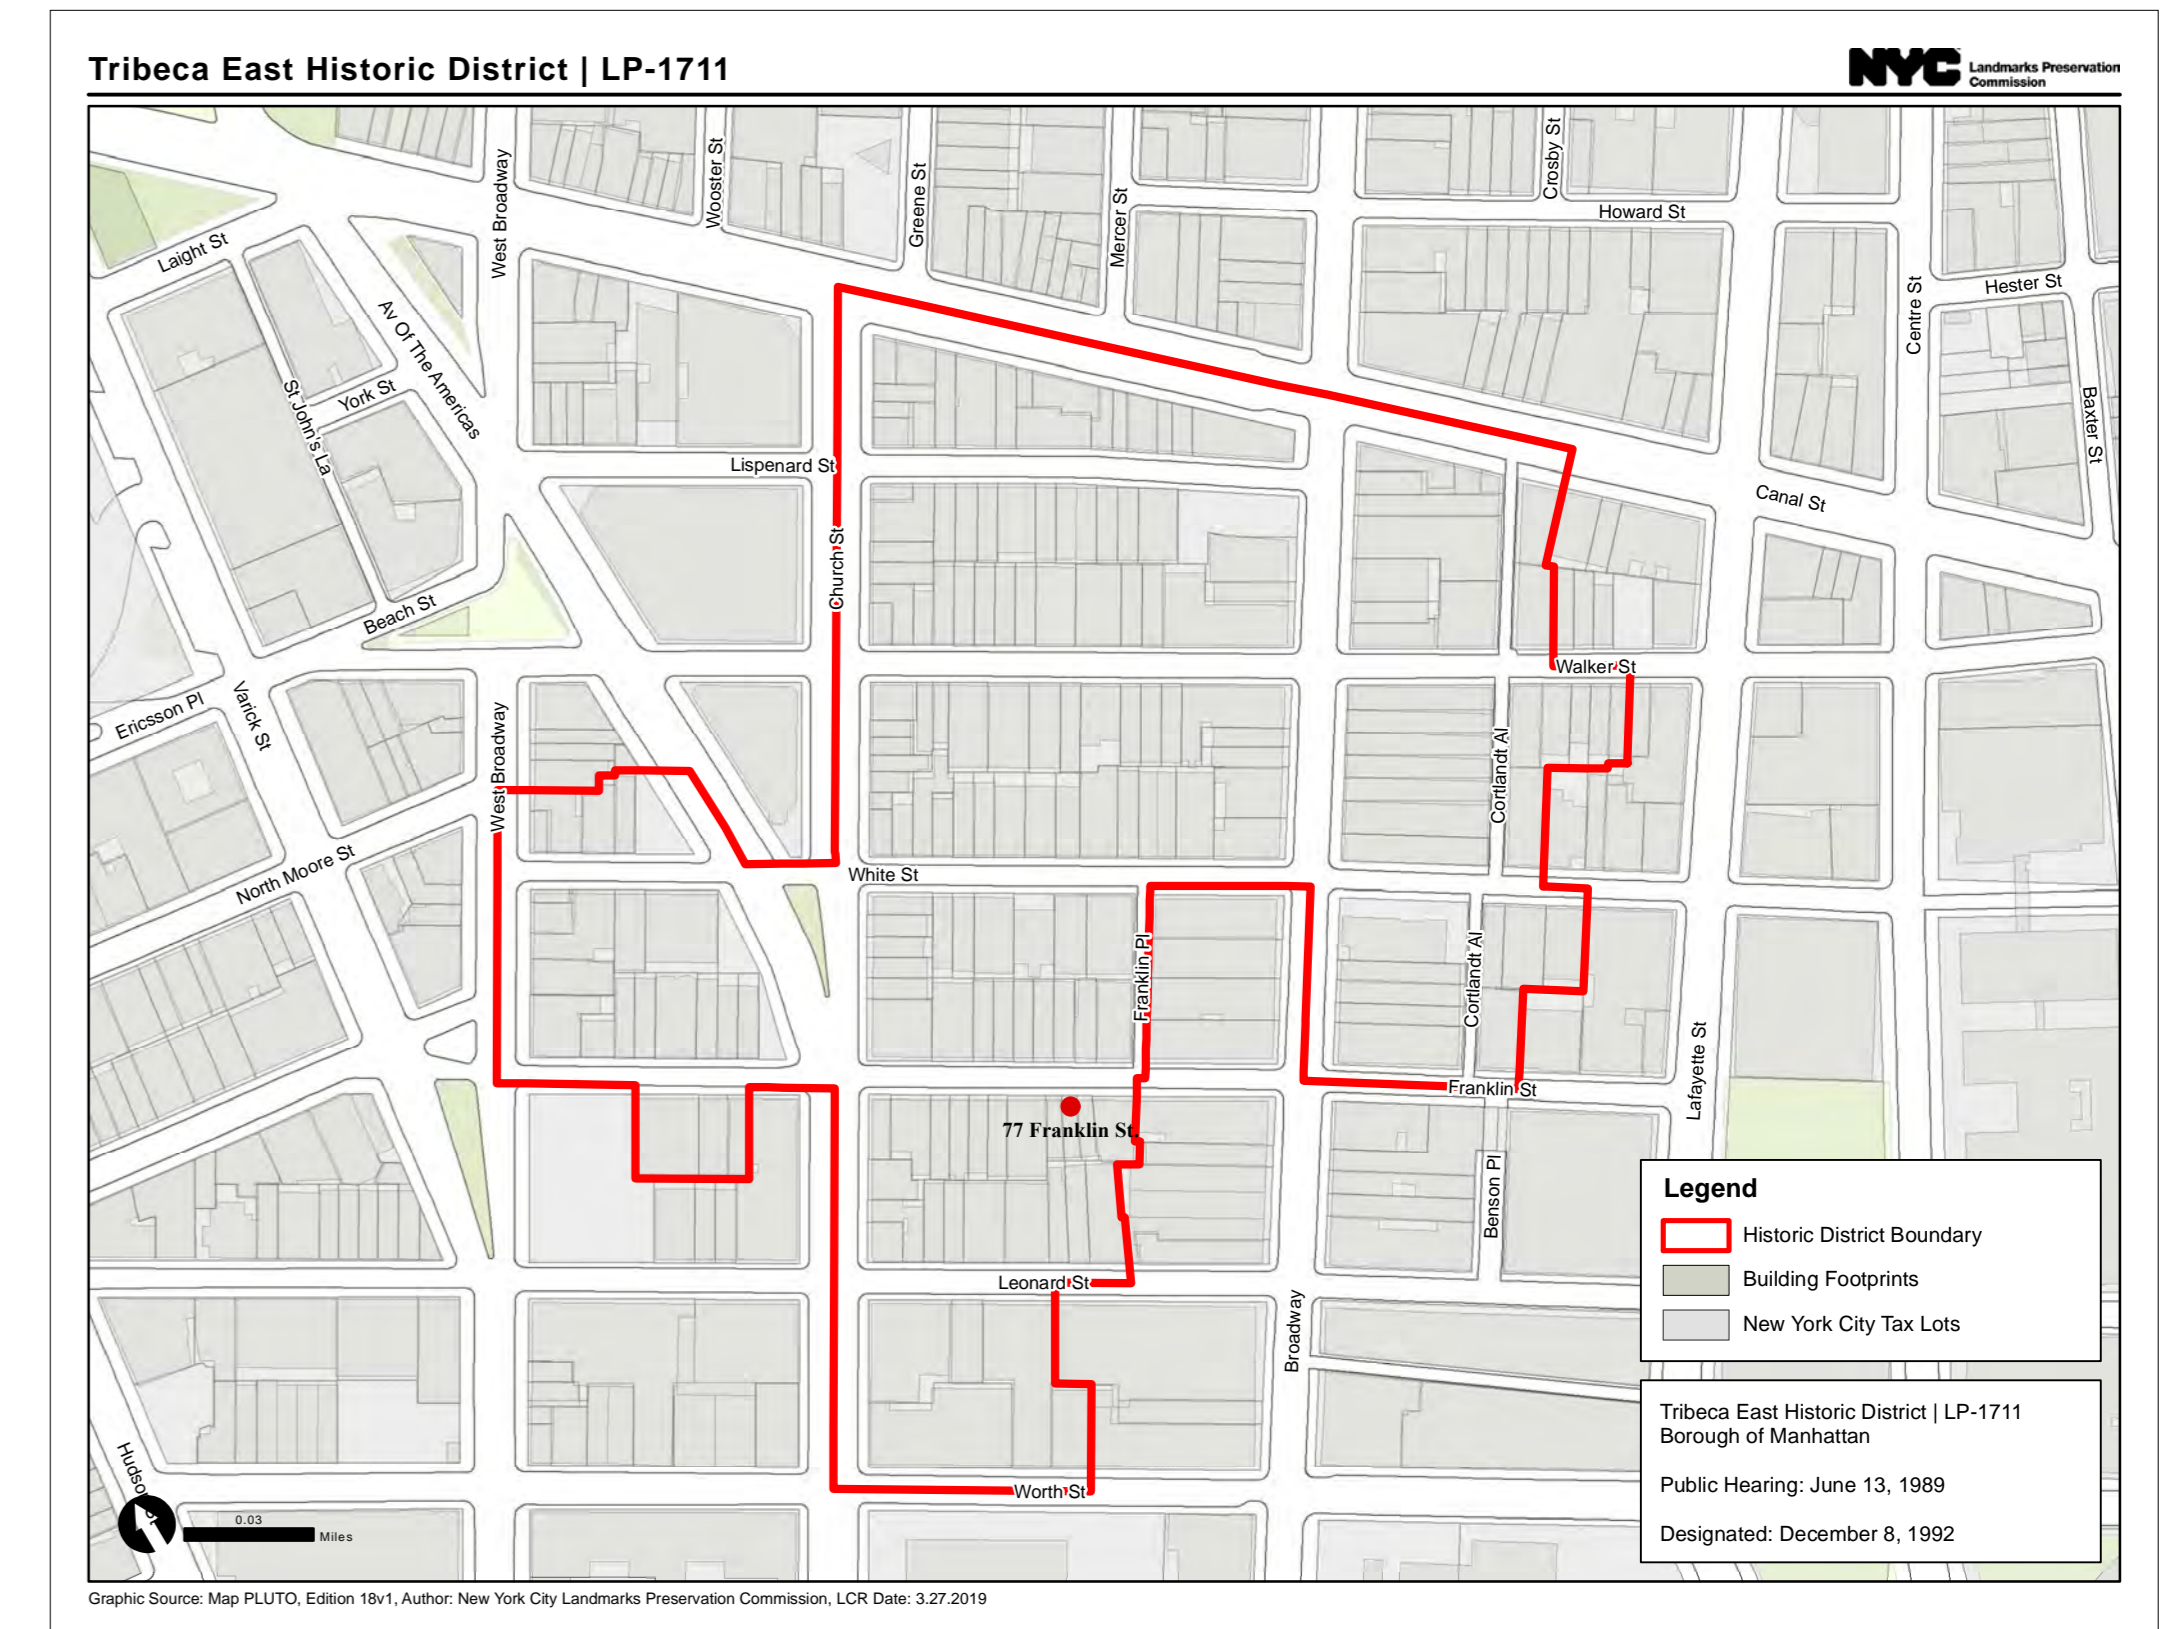 Tribeca East Historic District | LP-1711
NYC Landmarks Preservation
Commission
Crosby St
Howard St
West Broadway
Wooster St
Greene St
Mercer St
Laight St
Centre St
Hester St
Av Of The Americas
York St
St John's La
Baxter St
Lispenard St
Canal St
Church St
Beach St
Walker St
Ericsson Pl
Varick St
West Broadway
Cortlandt Al
North Moore St
White St
Franklin Pl
Cortlandt Al
Lafayette St
Franklin St
77 Franklin St.
Benson Pl
Leonard St
Broadway
Worth St
Hudson St
0.03
Miles
Legend
Historic District Boundary
Building Footprints
New York City Tax Lots
Tribeca East Historic District | LP-1711
Borough of Manhattan
Public Hearing: June 13, 1989
Designated: December 8, 1992
Graphic Source: Map PLUTO, Edition 18v1, Author: New York City Landmarks Preservation Commission, LCR Date: 3.27.2019